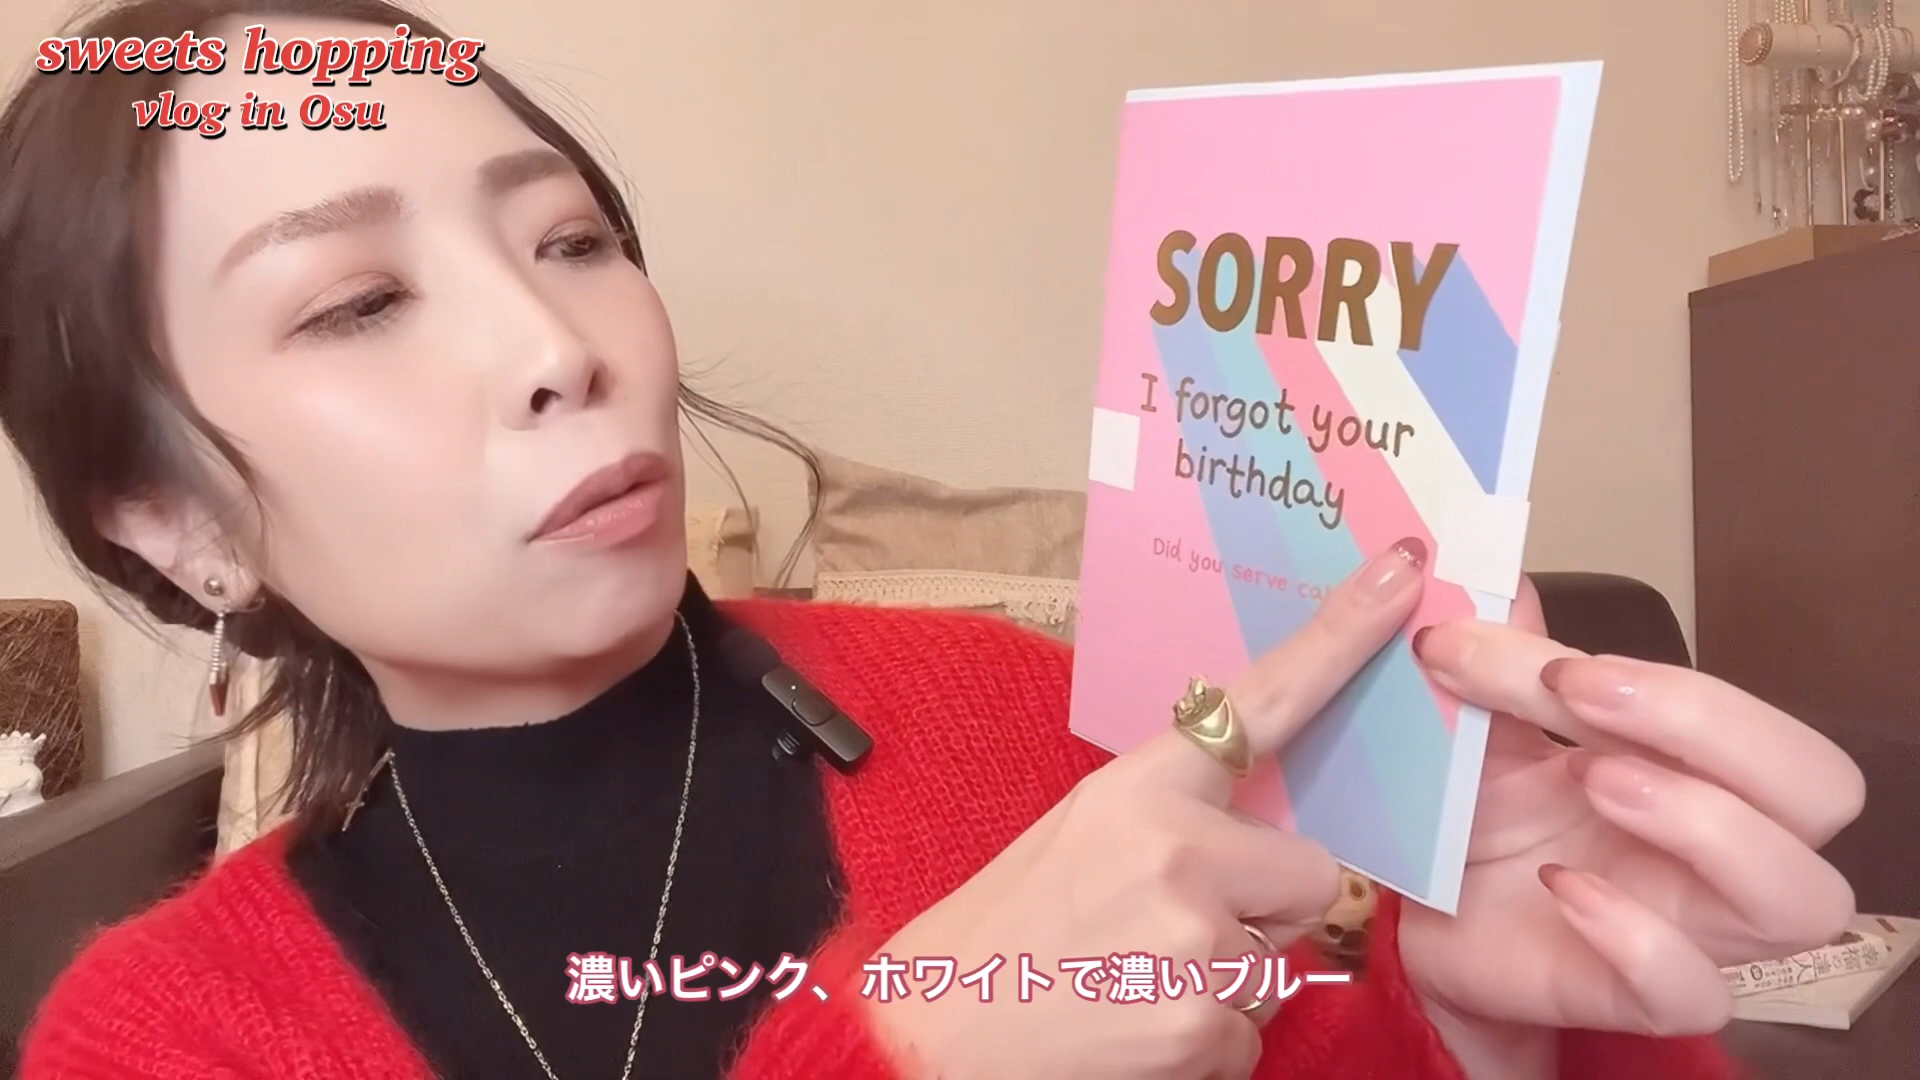 sweets hopping
vlog in Osu
SORRY
I forgot your
birthday
Did you serve
濃いピンク、ホワイトで濃いブルー